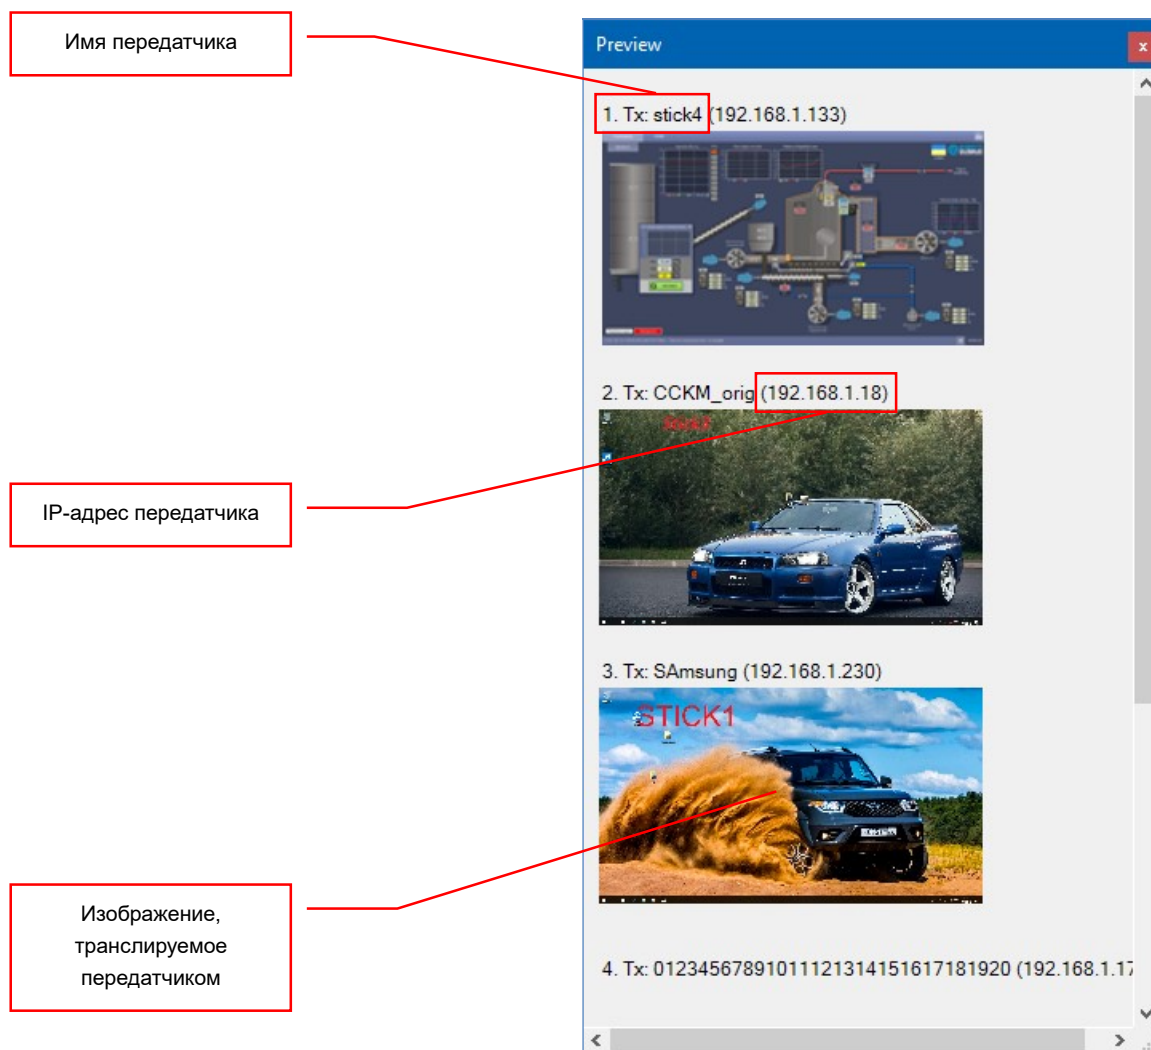 Имя передатчика
Preview
x
1. Tx: stick4 (192.168.1.133)
2. Tx: CCKM_orig (192.168.1.18)
IP-адрес передатчика
3. Tx: SAmsung (192.168.1.230)
STICK1
Изображение,
транслируемое
передатчиком
4. Tx: 01234567891011121314151617181920 (192.168.1.17